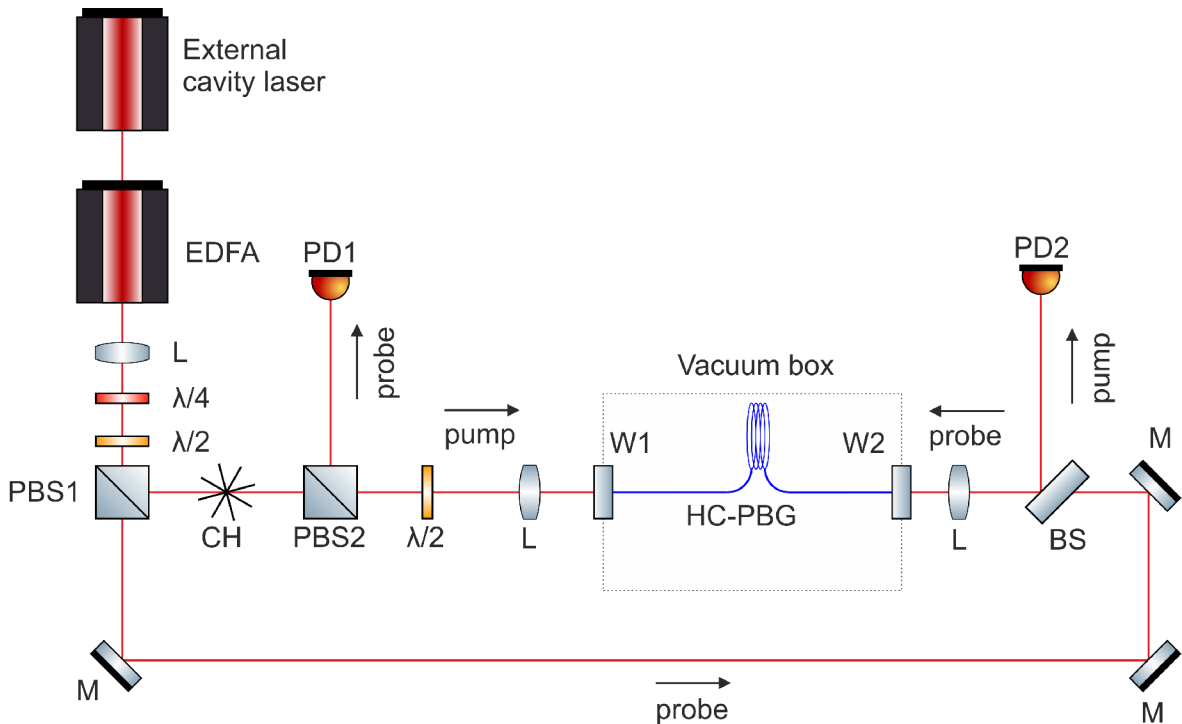 External
cavity laser
EDFA
PD1
PD2
L
probe
pump
Vacuum box
λ/4
λ/2
pump
probe
W1
W2
M
PBS1
CH
PBS2
λ/2
L
HC-PBG
L
BS
M
probe
M